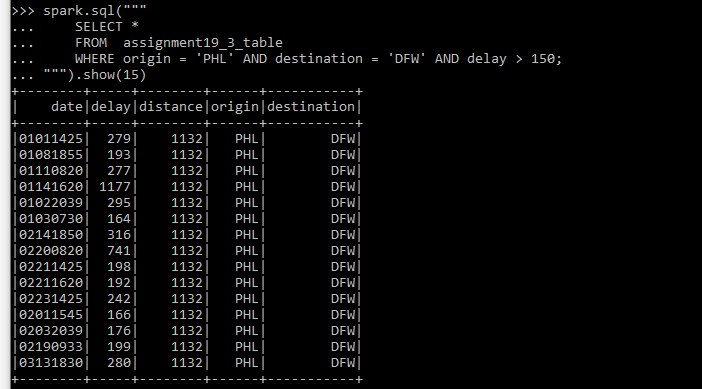 >>> spark.sql("""
...     SELECT *
...     FROM  assignment19_3_table
...     WHERE origin = 'PHL' AND destination = 'DFW' AND delay > 150;
... """).show(15)
+--------+-----+--------+------+-----------+
|    date|delay|distance|origin|destination|
+--------+-----+--------+------+-----------+
|01011425|  279|    1132|   PHL|        DFW|
|01081855|  193|    1132|   PHL|        DFW|
|01110820|  277|    1132|   PHL|        DFW|
|01141620| 1177|    1132|   PHL|        DFW|
|01022039|  295|    1132|   PHL|        DFW|
|01030730|  164|    1132|   PHL|        DFW|
|02141850|  316|    1132|   PHL|        DFW|
|02200820|  741|    1132|   PHL|        DFW|
|02211425|  198|    1132|   PHL|        DFW|
|02211620|  192|    1132|   PHL|        DFW|
|02231425|  242|    1132|   PHL|        DFW|
|02011545|  166|    1132|   PHL|        DFW|
|02032039|  176|    1132|   PHL|        DFW|
|02190933|  199|    1132|   PHL|        DFW|
|03131830|  280|    1132|   PHL|        DFW|
+--------+-----+--------+------+-----------+